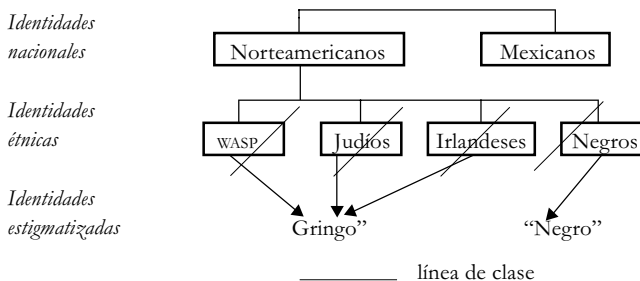 Identidades
nacionales
Norteamericanos
Mexicanos
Identidades
étnicas
WASP
Judíos
Irlandeses
Negros
Identidades
estigmatizadas
Gringo”
“Negro”
línea de clase